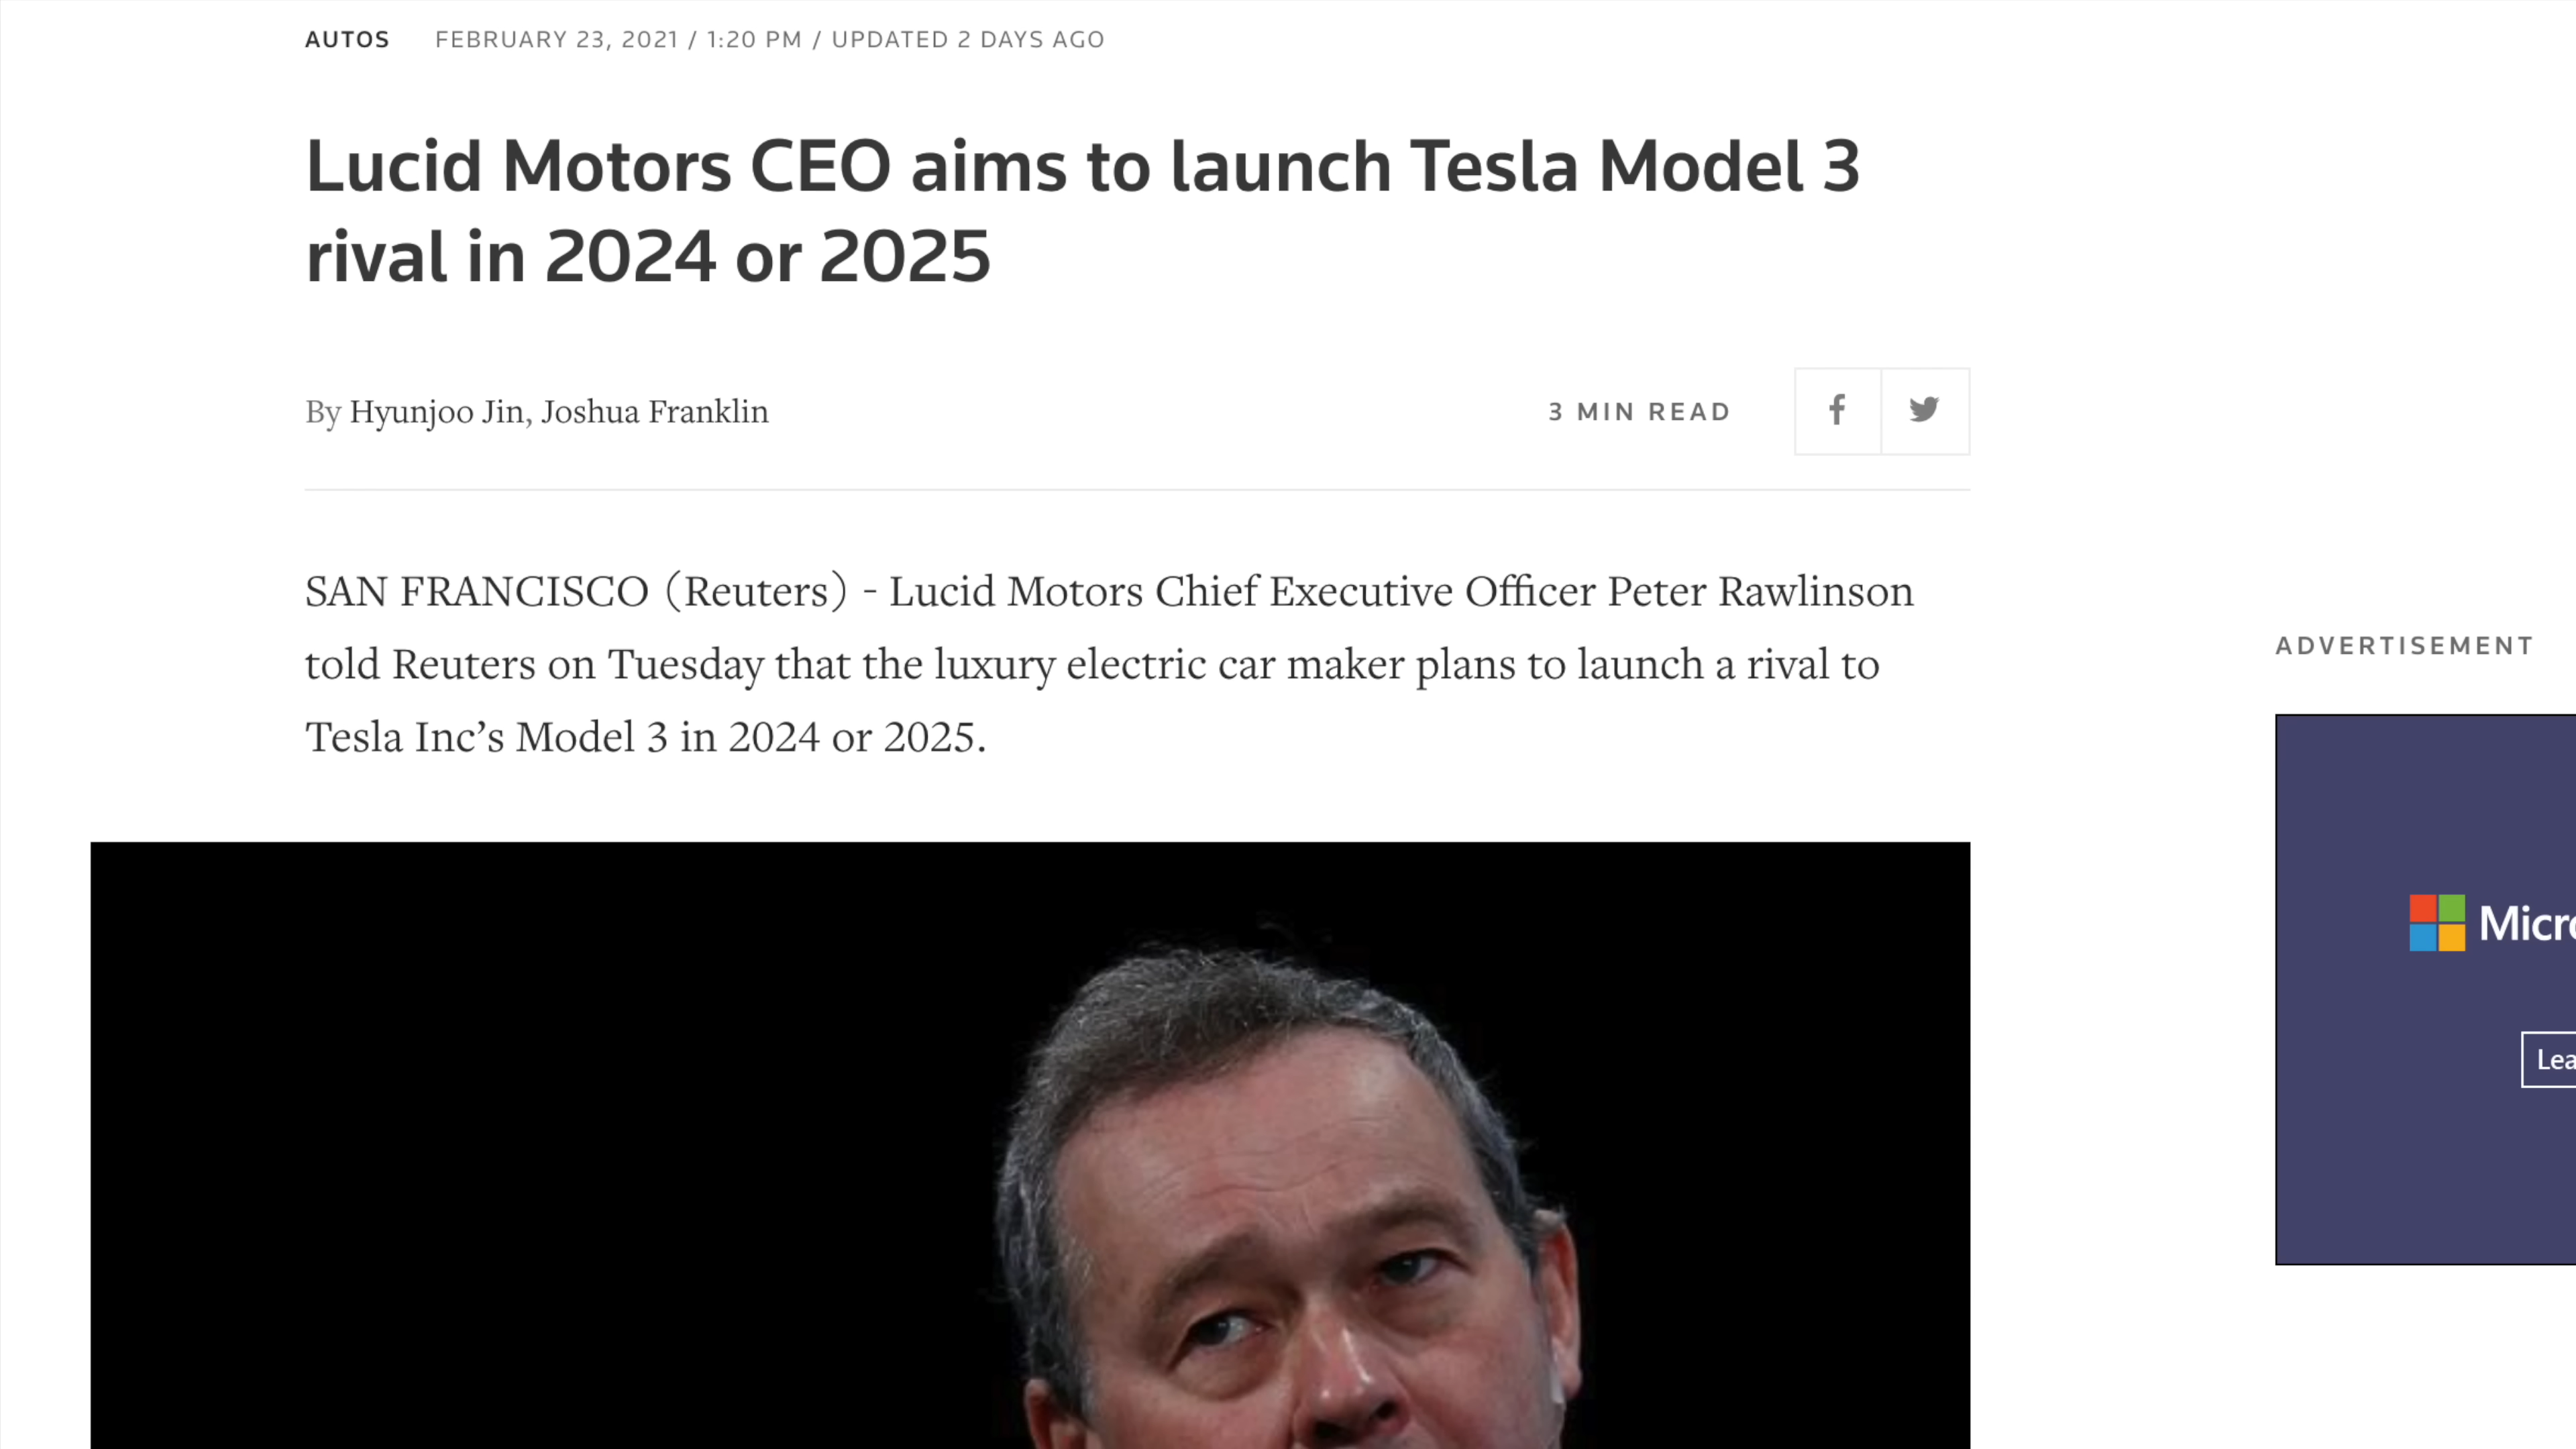 AUTOS FEBRUARY 23, 2021 / 1:20 PM / UPDATED 2 DAYS AGO
Lucid Motors CEO aims to launch Tesla Model 3
rival in 2024 or 2025
By Hyunjoo Jin, Joshua Franklin
3 MIN READ
SAN FRANCISCO (Reuters) - Lucid Motors Chief Executive Officer Peter Rawlinson
told Reuters on Tuesday that the luxury electric car maker plans to launch a rival to
Tesla Inc’s Model 3 in 2024 or 2025.
ADVERTISEMENT
Micro
Lea